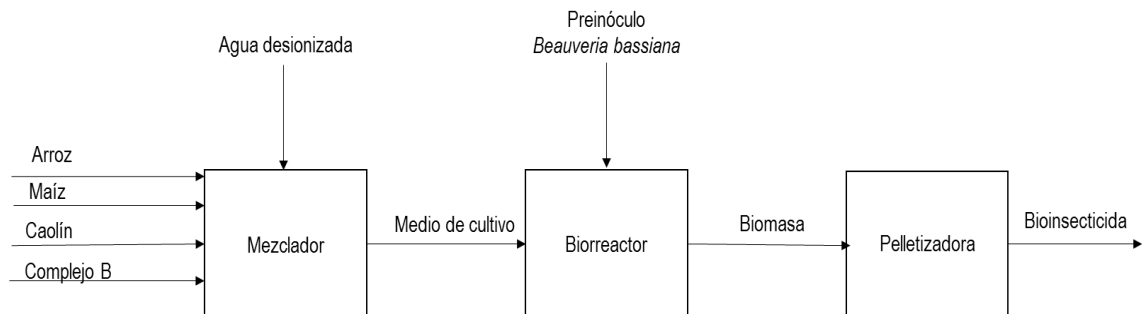 Preinóculo
Beauveria bassiana
Agua desionizada
Arroz
Maíz
Caolín
Complejo B
Mezclador
Medio de cultivo
Biorreactor
Biomasa
Pelletizadora
Bioinsecticida